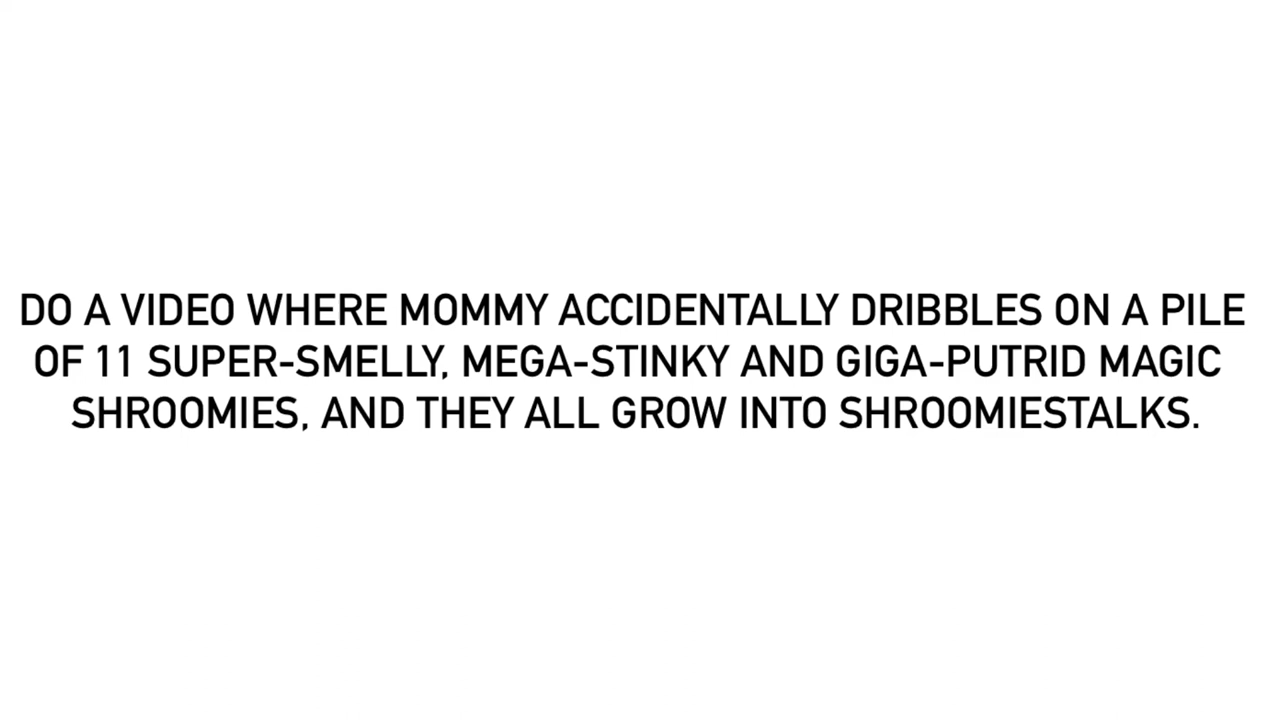 DO A VIDEO WHERE MOMMY ACCIDENTALLY DRIBBLES ON A PILE
OF 11 SUPER-SMELLY, MEGA-STINKY AND GIGA-PUTRID MAGIC
SHROOMIES, AND THEY ALL GROW INTO SHROOMIESTALKS.